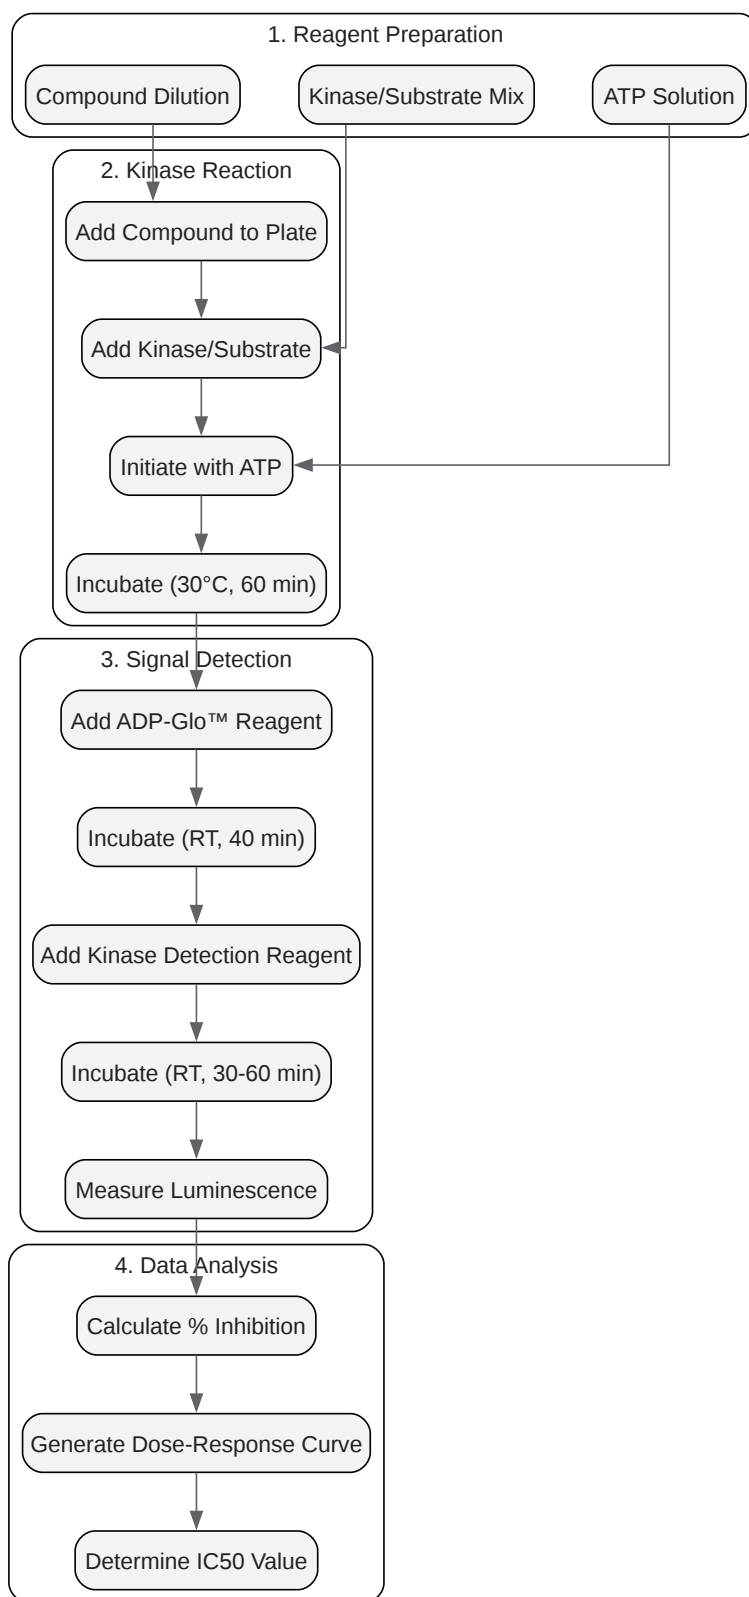 1. Reagent Preparation
Compound Dilution
Kinase/Substrate Mix
ATP Solution
2. Kinase Reaction
Add Compound to Plate
Add Kinase/Substrate
Initiate with ATP
Incubate (30°C, 60 min)
3. Signal Detection
Add ADP-Glo™ Reagent
Incubate (RT, 40 min)
Add Kinase Detection Reagent
Incubate (RT, 30-60 min)
Measure Luminescence
4. Data Analysis
Calculate % Inhibition
Generate Dose-Response Curve
Determine IC50 Value